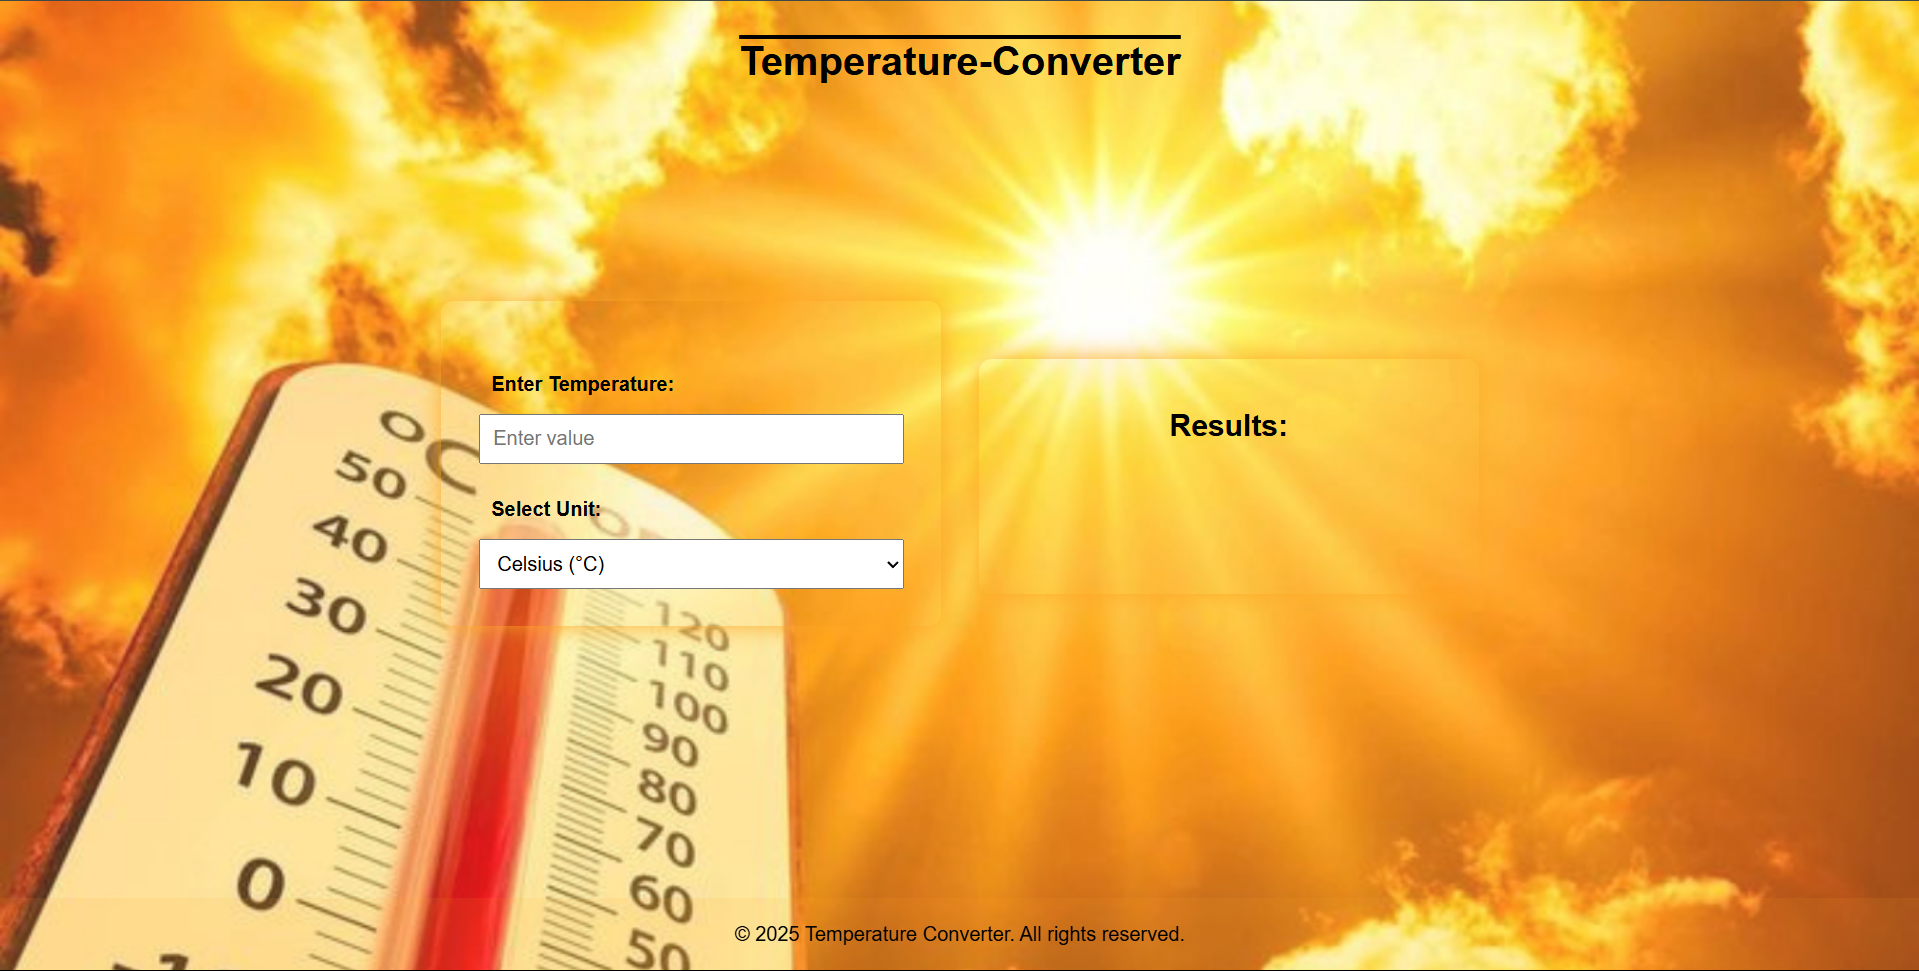 Temperature-Converter
Enter Temperature:
Enter value
Select Unit:
Celsius (°C)
Results:
°C
50
40
30
20
10
0
120
110
100
90
80
70
60
50
© 2025 Temperature Converter. All rights reserved.